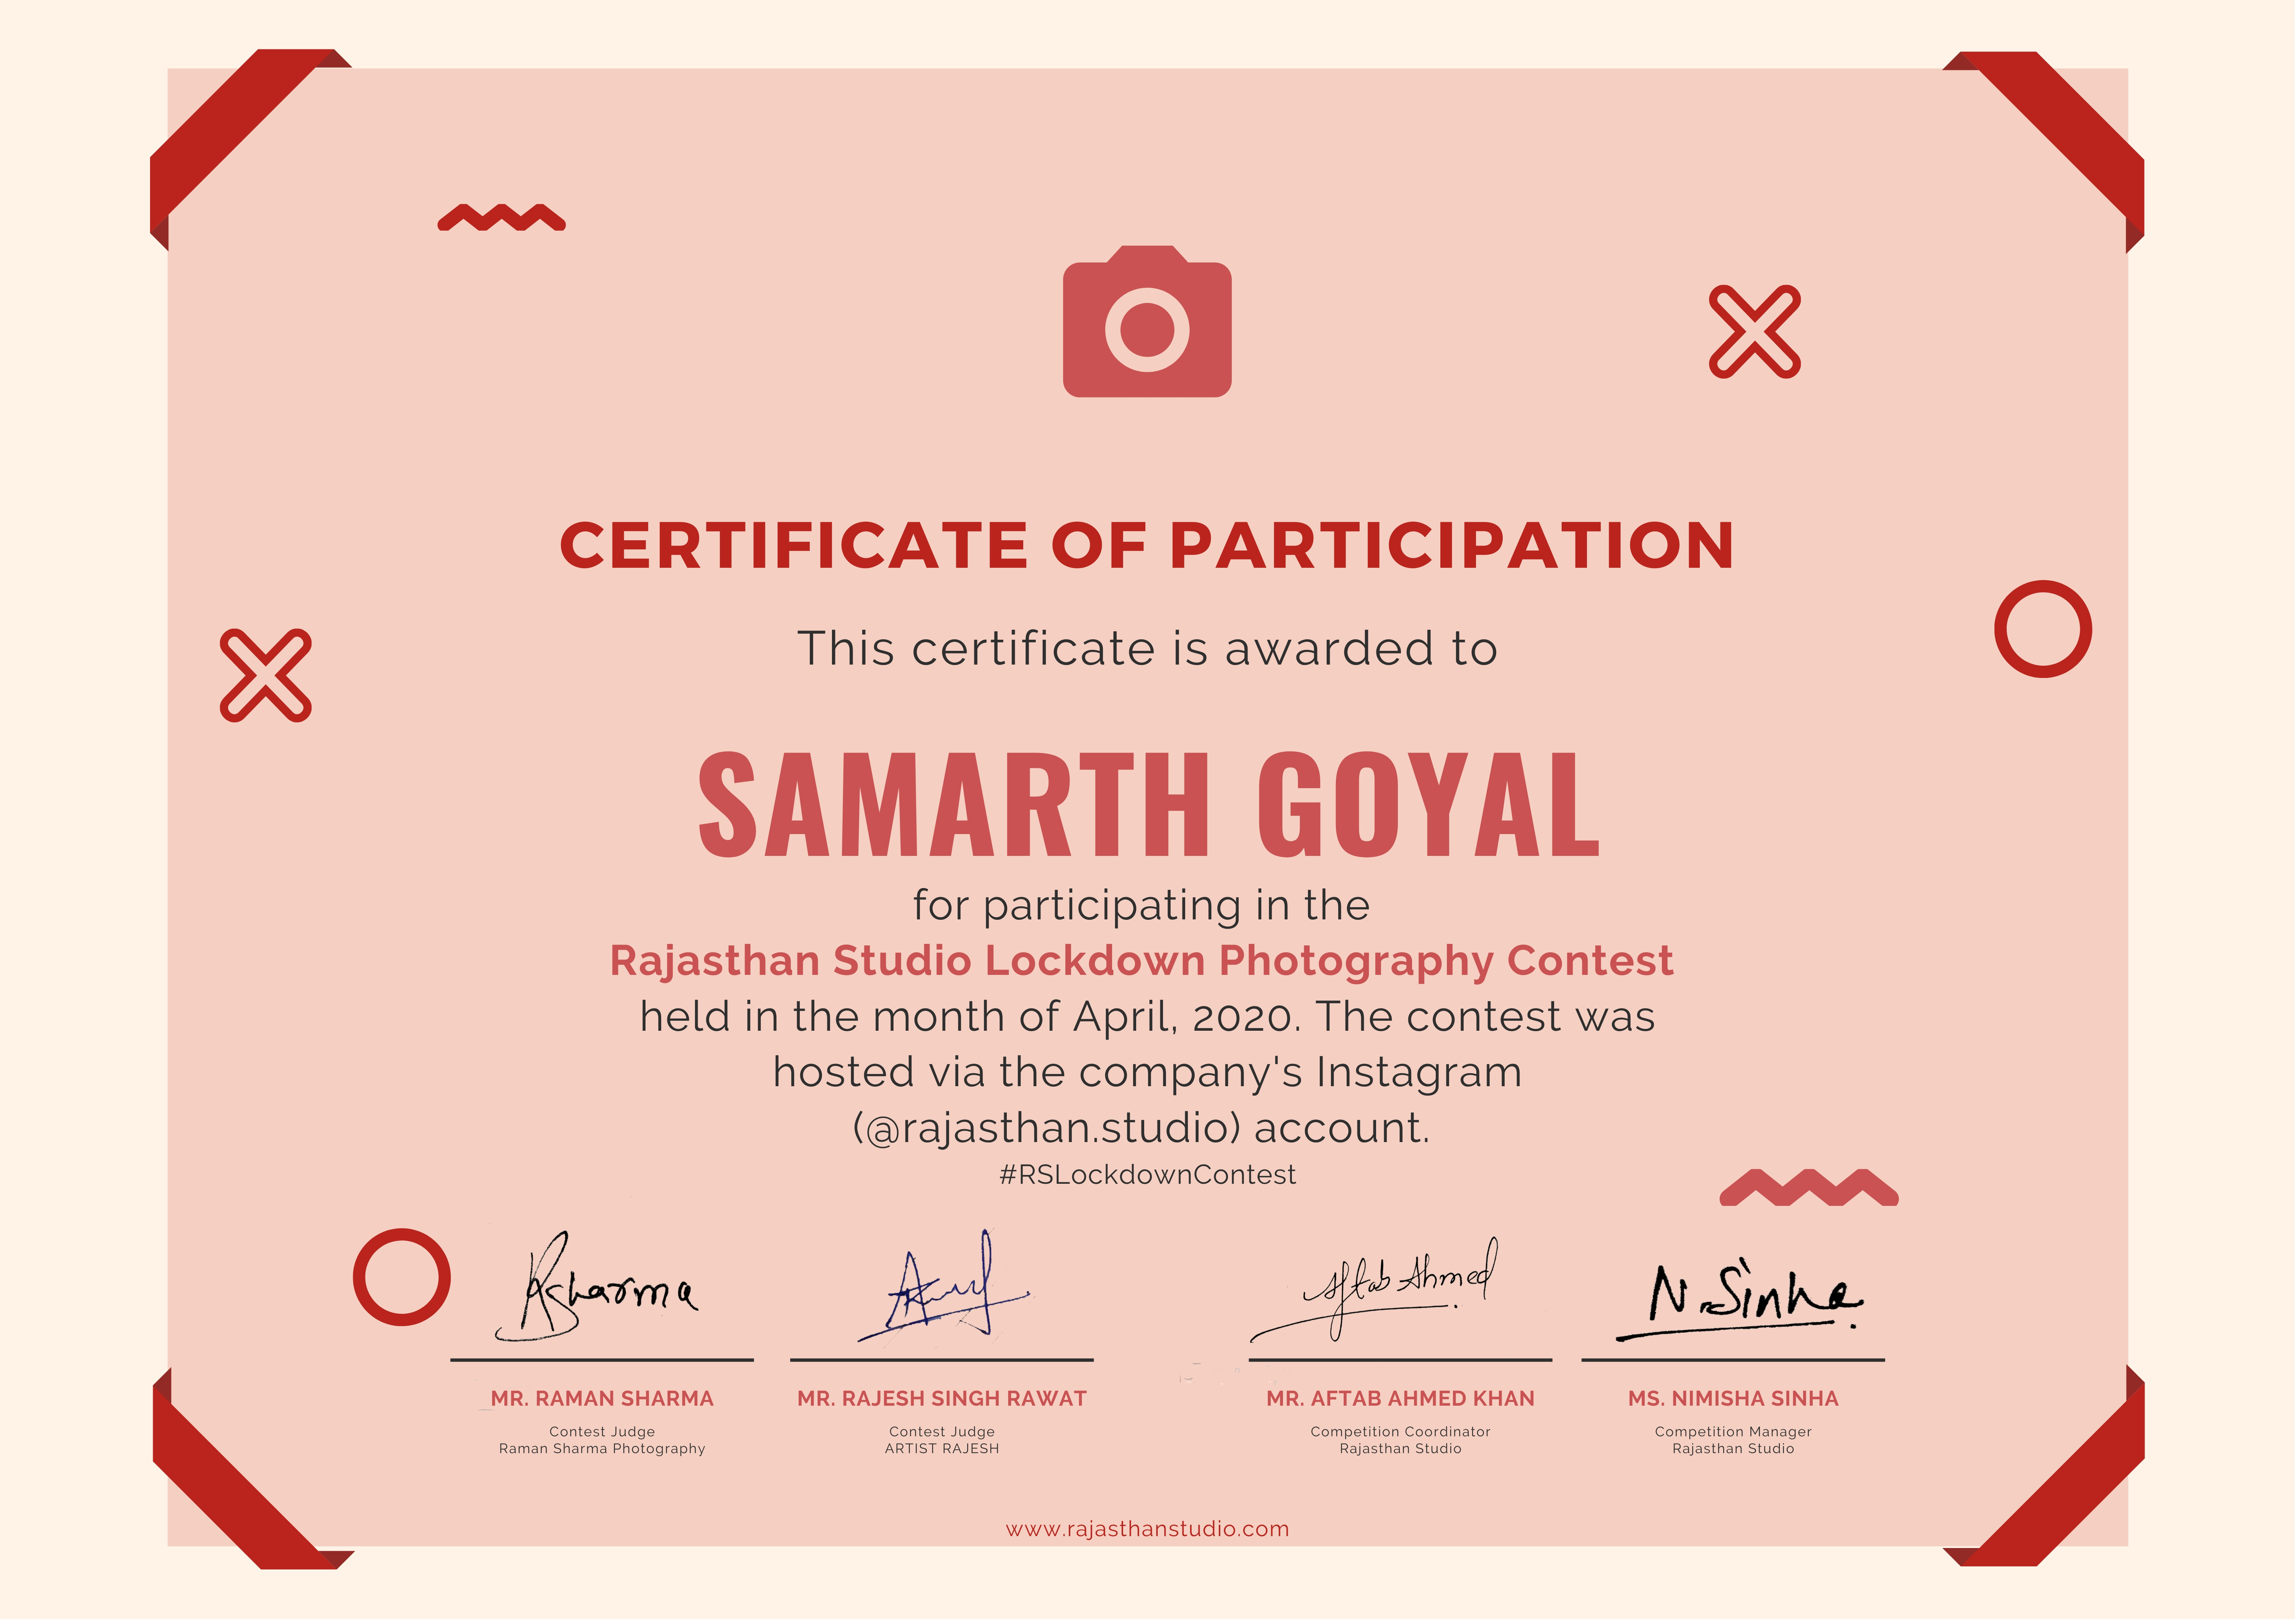 CERTIFICATE OF PARTICIPATION
This certificate is awarded to
SAMARTH GOYAL
for participating in the
Rajasthan Studio Lockdown Photography Contest
held in the month of April, 2020. The contest was
hosted via the company's Instagram
(@rajasthan.studio) account.
#RSLockdownContest
RSharma
Aftab Ahmed
N.Sinha
MR. RAMAN SHARMA
Contest Judge
Raman Sharma Photography
MR. RAJESH SINGH RAWAT
Contest Judge
ARTIST RAJESH
MR. AFTAB AHMED KHAN
Competition Coordinator
Rajasthan Studio
MS. NIMISHA SINHA
Competition Manager
Rajasthan Studio
www.rajasthanstudio.com